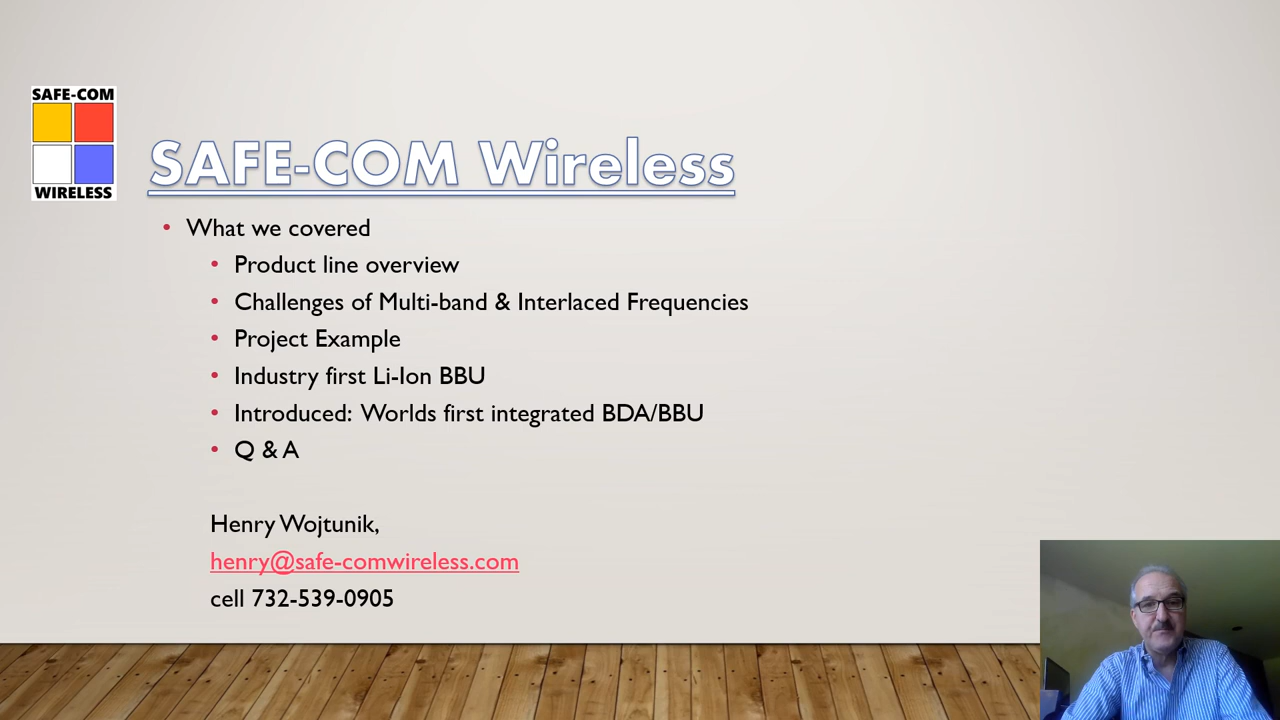 SAFE-COM
WIRELESS
SAFE-COM Wireless
• What we covered
• Product line overview
• Challenges of Multi-band & Interlaced Frequencies
• Project Example
• Industry first Li-Ion BBU
• Introduced: Worlds first integrated BDA/BBU
• Q & A
Henry Wojtunik,
henry@safe-comwireless.com
cell 732-539-0905